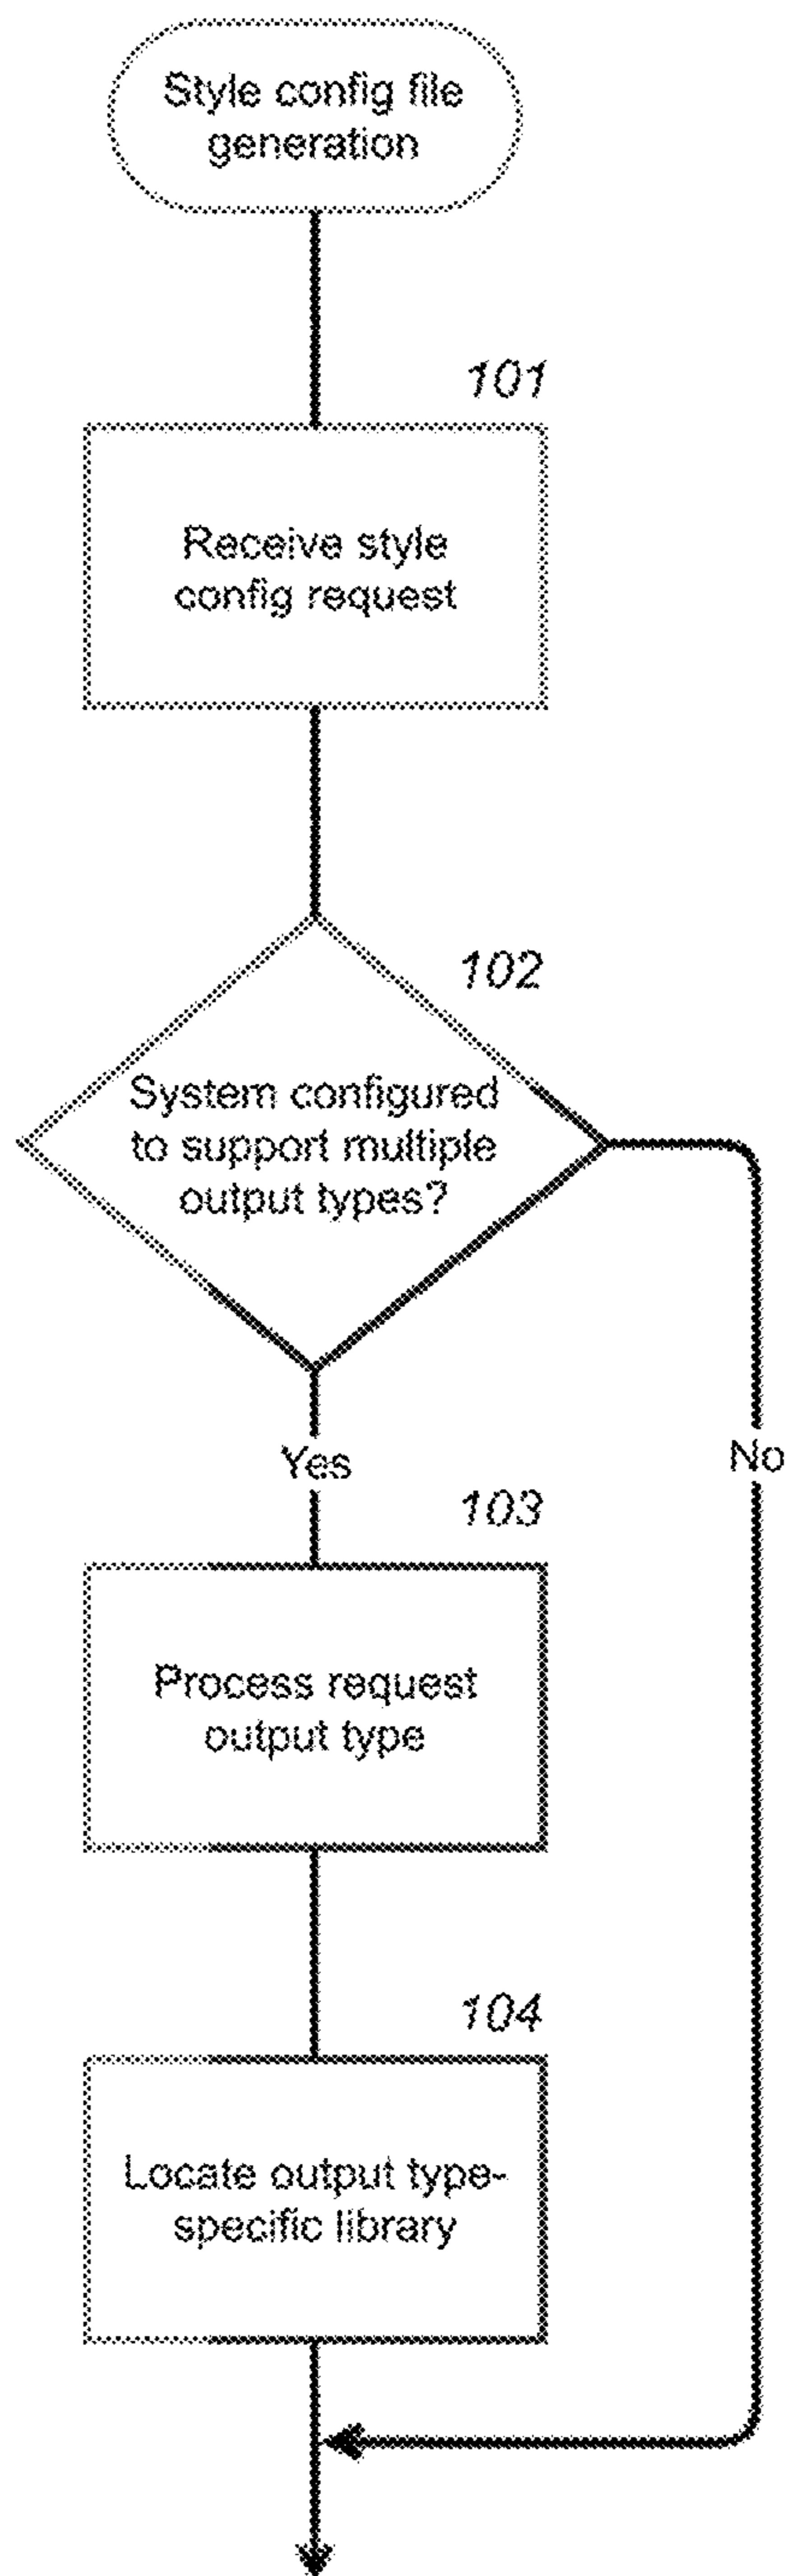 Style config file
generation
101
Receive style
config request
102
System configured
to support multiple
output types?
Yes
No
103
Process request
output type
104
Locate output type-
specific library